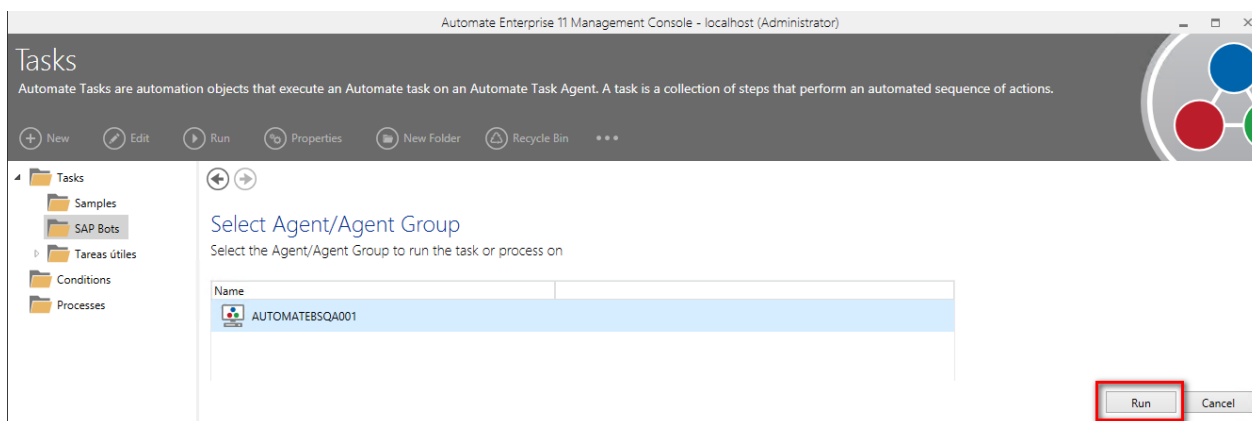 Automate Enterprise 11 Management Console - localhost (Administrator)
Tasks
Automate Tasks are automation objects that execute an Automate task on an Automate Task Agent. A task is a collection of steps that perform an automated sequence of actions.
New Edit Run Properties New Folder Recycle Bin
Tasks
Samples
SAP Bots
Tareas útiles
Conditions
Processes
Select Agent/Agent Group
Select the Agent/Agent Group to run the task or process on
Name
AUTOMATEBSQA001
Run Cancel